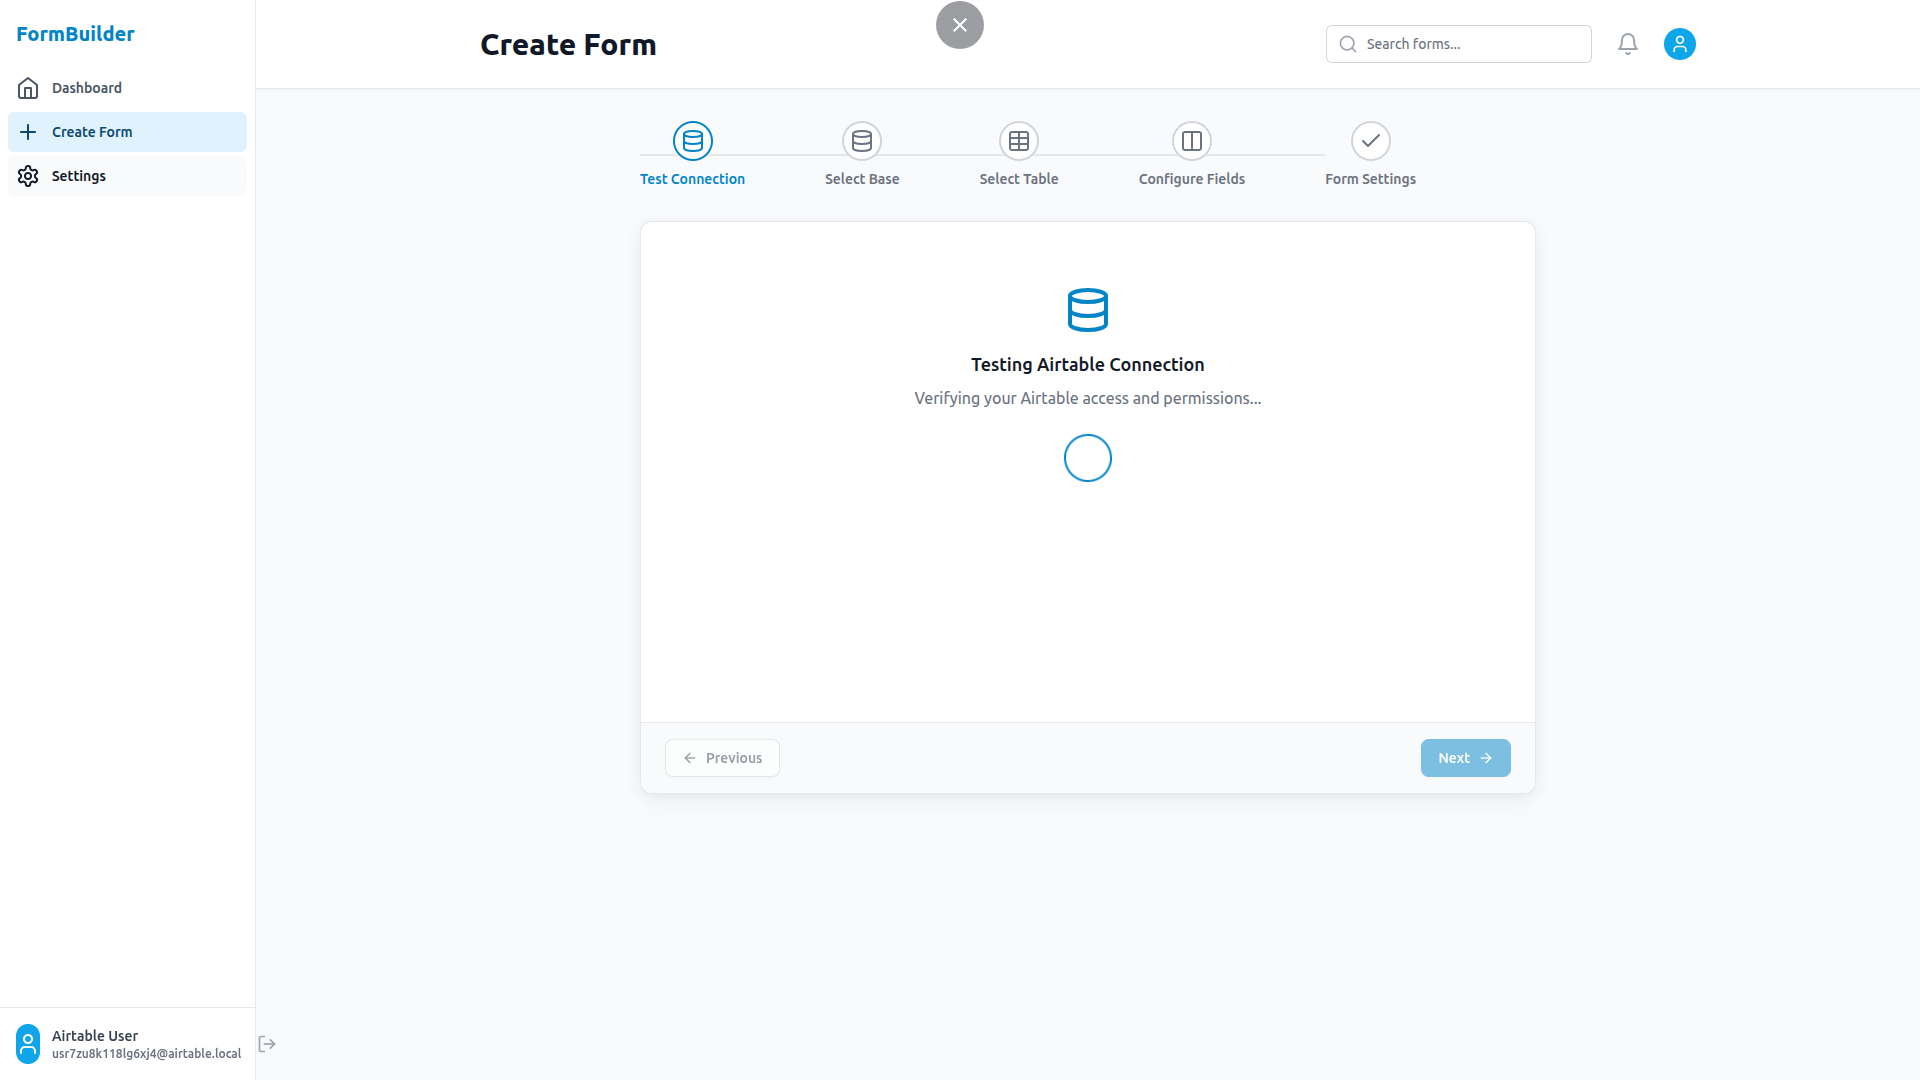 FormBuilder
Dashboard
Create Form
Settings
Create Form
Search forms...
Test Connection
Select Base
Select Table
Configure Fields
Form Settings
Testing Airtable Connection
Verifying your Airtable access and permissions...
Previous
Next
Airtable User
usr7zu8k118lg6xj4@airtable.local